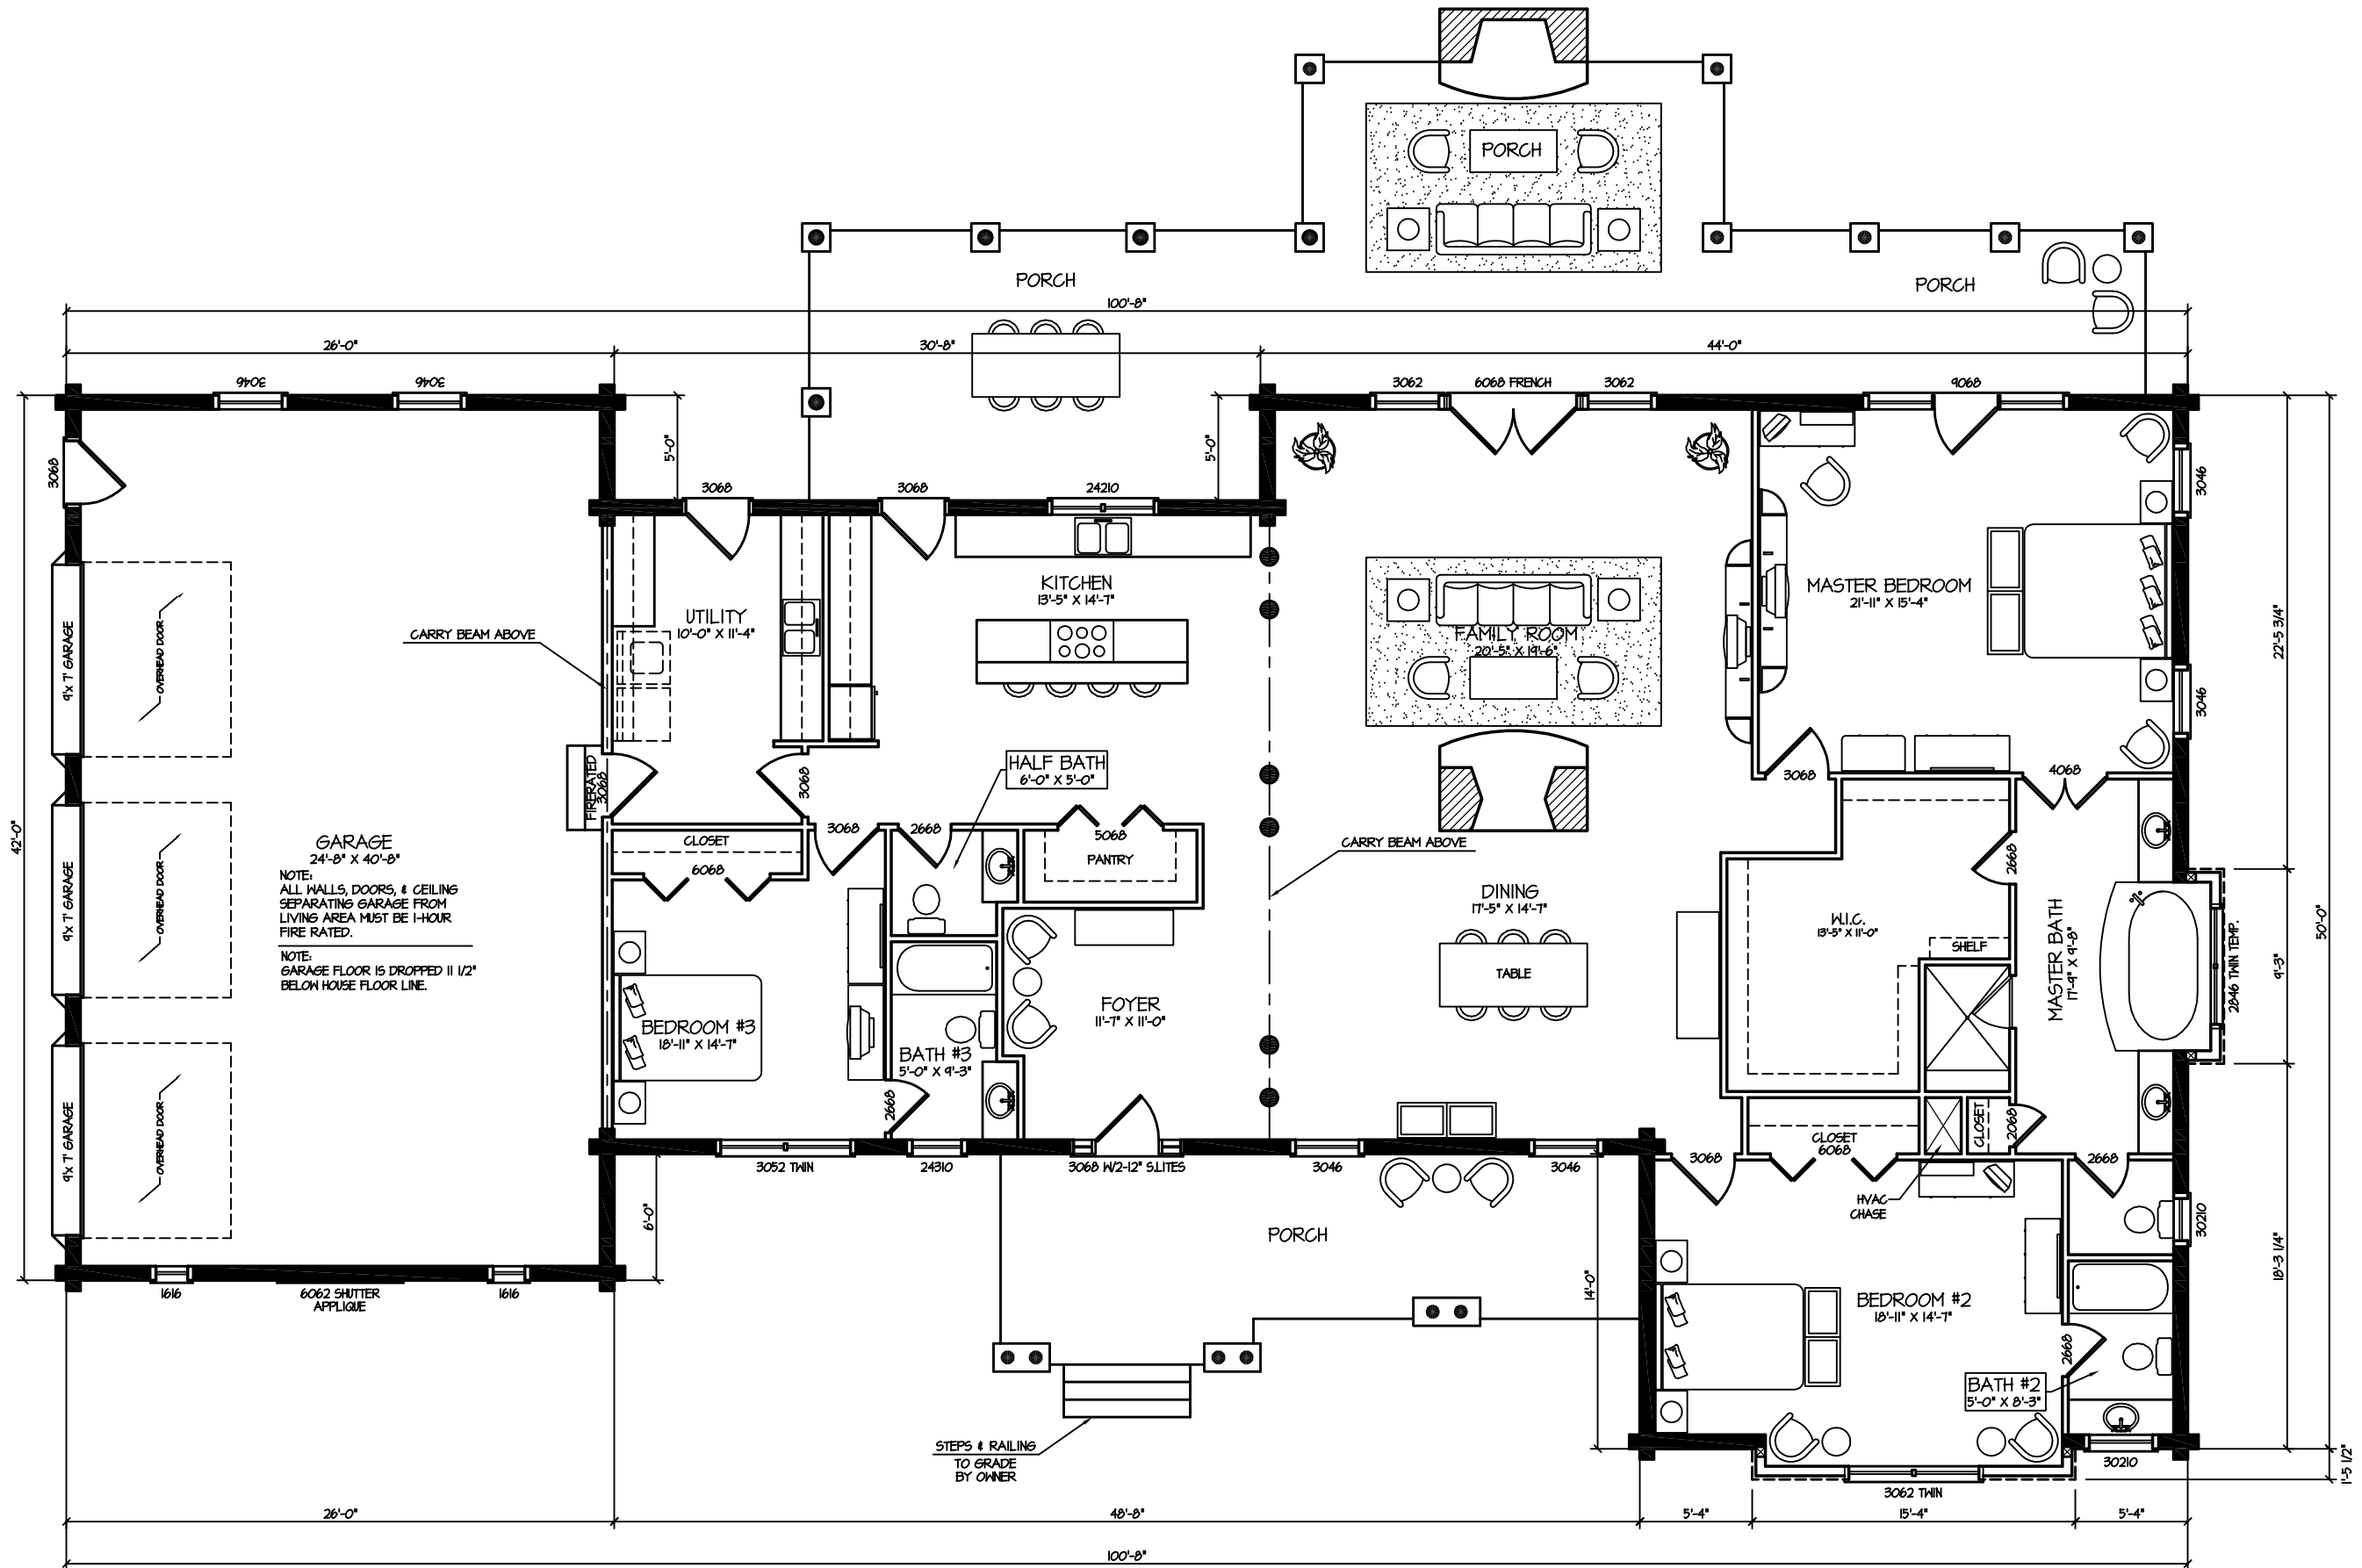 PORCH
PORCH
PORCH
100'-8"
26'-0"
30'-8"
44'-0"
3046
3046
3062
6068 FRENCH
3062
9068
3068
5'-0"
5'-0"
3068
3068
24210
3046
KITCHEN
13'-5" X 14'-7"
UTILITY
10'-0" X 11'-4"
CARRY BEAM ABOVE
FAMILY ROOM
20'-5" X 19'-6"
MASTER BEDROOM
21'-11" X 15'-4"
22'-5 3/4"
9'x 7' GARAGE
OVERHEAD DOOR
3046
FIRERATED
3068
3068
HALF BATH
6'-0" X 5'-0"
3068
4068
42'-0"
GARAGE
24'-8" X 40'-8"
NOTE:
ALL WALLS, DOORS, & CEILING
SEPARATING GARAGE FROM
LIVING AREA MUST BE 1-HOUR
FIRE RATED.
NOTE:
GARAGE FLOOR IS DROPPED 11 1/2"
BELOW HOUSE FLOOR LINE.
9'x 7' GARAGE
OVERHEAD DOOR
CLOSET
6068
3068
2668
5068
PANTRY
CARRY BEAM ABOVE
2668
DINING
17'-5" X 14'-7"
TABLE
W.I.C.
13'-5" X 11'-0"
SHELF
MASTER BATH
17'-9" X 9'-8"
2846 TWIN TEMP.
9'-3"
50'-0"
FOYER
11'-7" X 11'-0"
BEDROOM #3
18'-11" X 14'-7"
BATH #3
5'-0" X 9'-3"
2668
9'x 7' GARAGE
OVERHEAD DOOR
CLOSET
6068
CLOSET
2068
3068
2668
3052 TWIN
24310
3068 W/2-12" S.LITES
3046
3046
HVAC
CHASE
30210
6'-0"
PORCH
14'-0"
18'-3 1/4"
1616
6062 SHUTTER
APPLIQUE
1616
BEDROOM #2
18'-11" X 14'-7"
2668
BATH #2
5'-0" X 8'-3"
STEPS & RAILING
TO GRADE
BY OWNER
30210
1'-5 1/2"
3062 TWIN
26'-0"
48'-8"
5'-4"
15'-4"
5'-4"
100'-8"